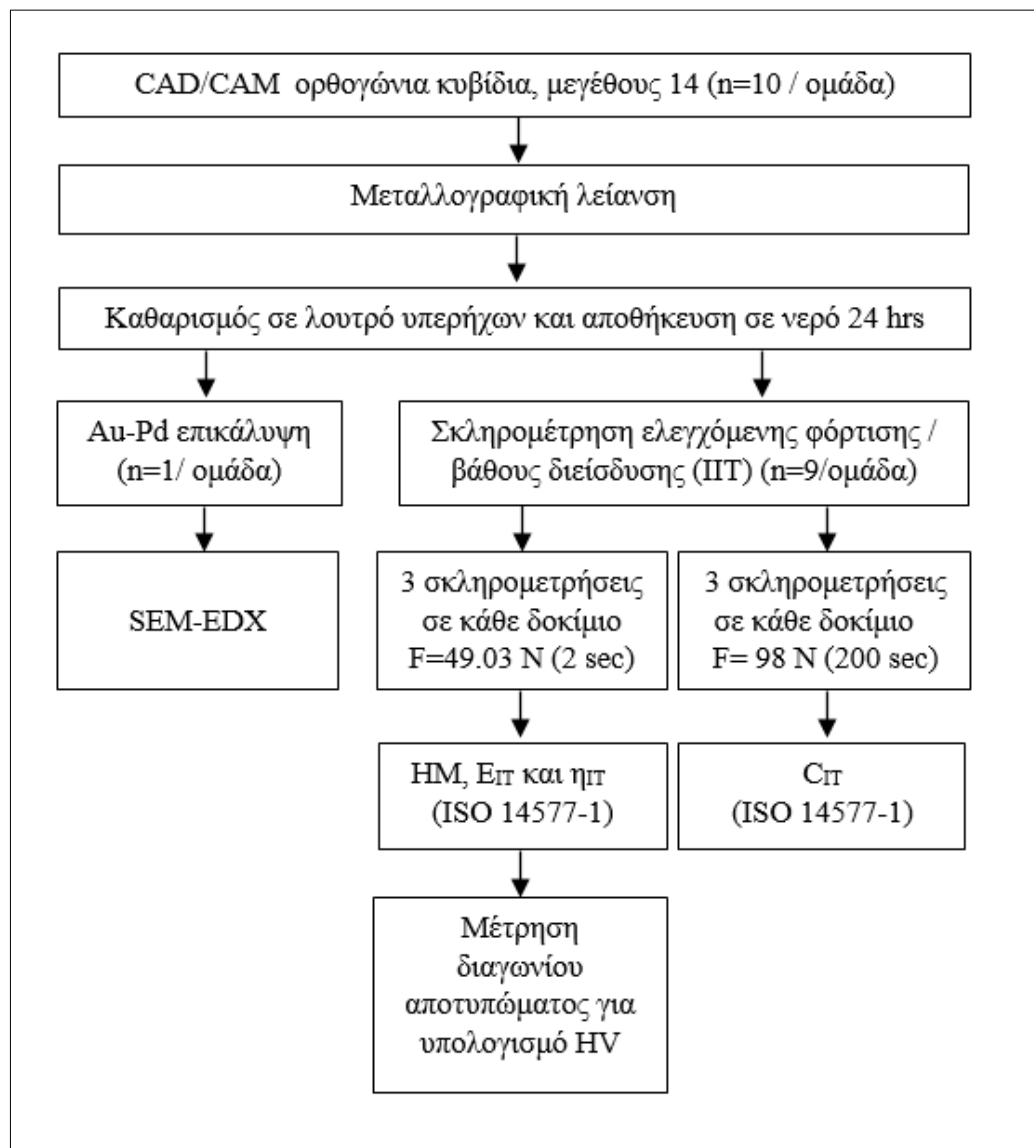 CAD/CAM ορθογώνια κυβίδια, μεγέθους 14 (n=10 / ομάδα)
Μεταλλογραφική λείανση
Καθαρισμός σε λουτρό υπερήχων και αποθήκευση σε νερό 24 hrs
Au-Pd επικάλυψη
(n=1/ ομάδα)
Σκληρομέτρηση ελεγχόμενης φόρτισης /
βάθους διείσδυσης (IIT) (n=9/ομάδα)
SEM-EDX
3 σκληρομετρήσεις
σε κάθε δοκίμιο
F=49.03 N (2 sec)
3 σκληρομετρήσεις
σε κάθε δοκίμιο
F= 98 N (200 sec)
HM, EIT και ηIT
(ISO 14577-1)
CIT
(ISO 14577-1)
Μέτρηση
διαγωνίου
αποτυπώματος για
υπολογισμό HV